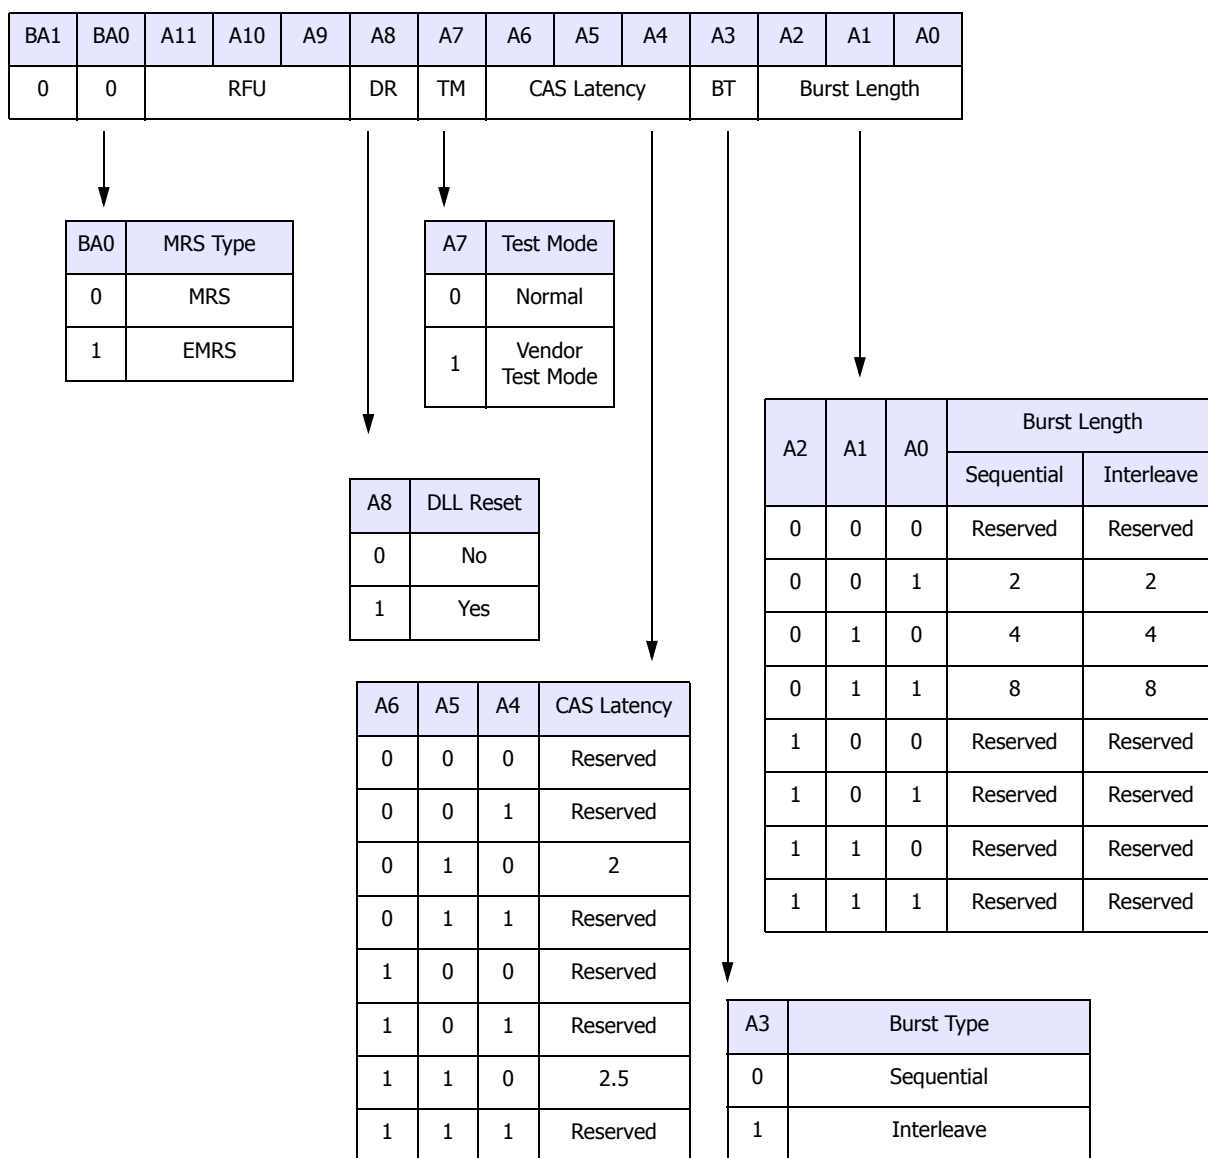 BA1 BA0 A11 A10 A9 A8 A7 A6 A5 A4 A3 A2 A1 A0
0 0 RFU DR TM CAS Latency BT Burst Length
BA0 MRS Type
0 MRS
1 EMRS
A7 Test Mode
0 Normal
1 Vendor
Test Mode
A8 DLL Reset
0 No
1 Yes
A2 A1 A0 Burst Length
Sequential Interleave
0 0 0 Reserved Reserved
0 0 1 2 2
0 1 0 4 4
0 1 1 8 8
1 0 0 Reserved Reserved
1 0 1 Reserved Reserved
1 1 0 Reserved Reserved
1 1 1 Reserved Reserved
A6 A5 A4 CAS Latency
0 0 0 Reserved
0 0 1 Reserved
0 1 0 2
0 1 1 Reserved
1 0 0 Reserved
1 0 1 Reserved
1 1 0 2.5
1 1 1 Reserved
A3 Burst Type
0 Sequential
1 Interleave